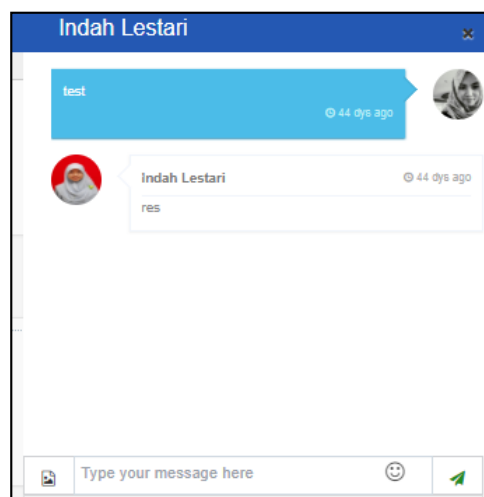 Indah Lestari
test
44 dys ago
Indah Lestari 44 dys ago
res
Type your message here